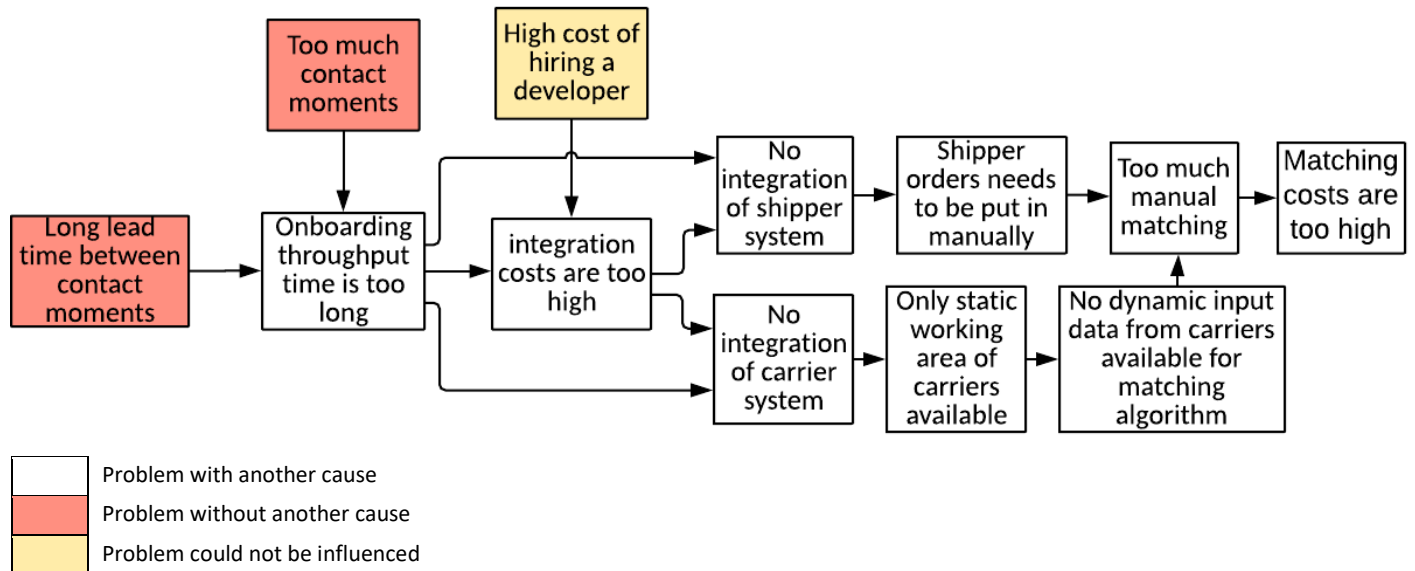 Too much
contact
moments
High cost of
hiring a
developer
Long lead
time between
contact
moments
Onboarding
throughput
time is too
long
integration
costs are too
high
No
integration
of shipper
system
Shipper
orders needs
to be put in
manually
Too much
manual
matching
Matching
costs are
too high
No
integration
of carrier
system
Only static
working
area of
carriers
available
No dynamic input
data from carriers
available for
matching
algorithm
Problem with another cause
Problem without another cause
Problem could not be influenced